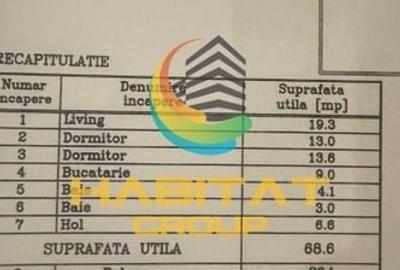 RECAPITULATIE
Numar incapere Denumire incapere Suprafata utila [mp]
1 Living 19.3
2 Dormitor 13.0
3 Dormitor 13.6
4 Bucatarie 9.0
5 Baie 4.1
6 Baie 3.0
7 Hol 6.6
SUPRAFATA UTILA 68.6
HABITAT
GROUP